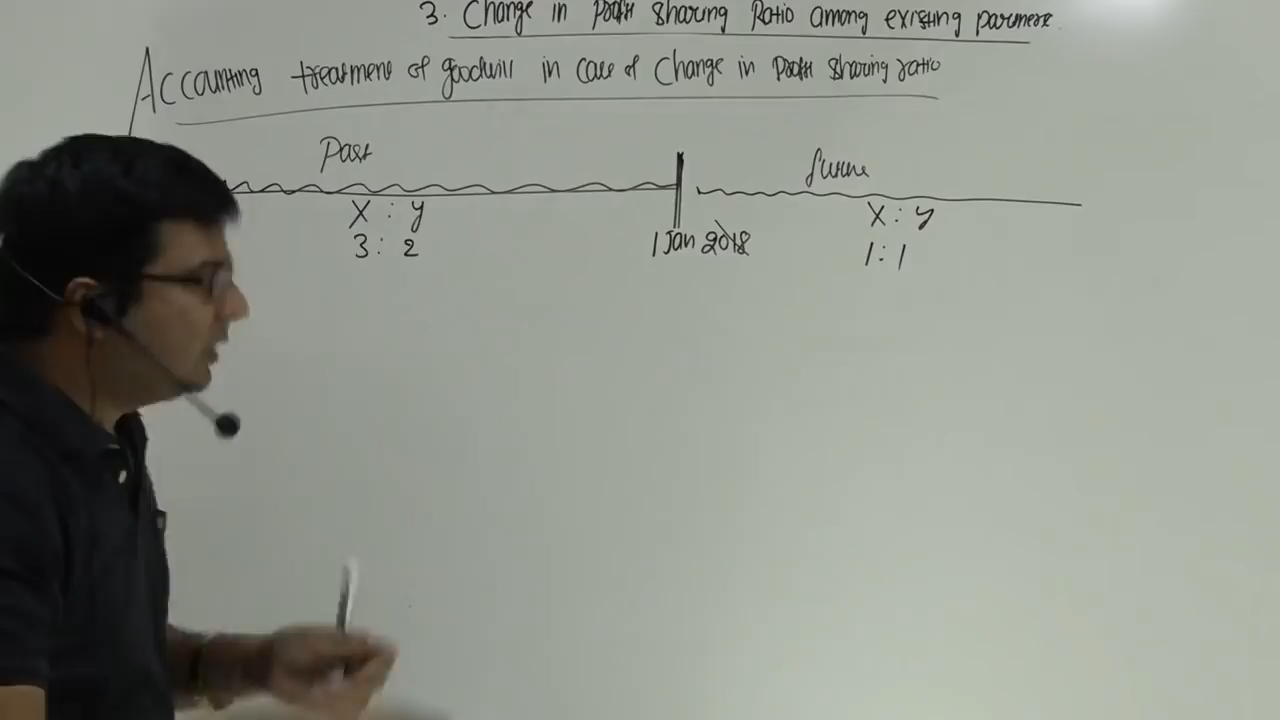 3. Change in Profit Sharing Ratio among existing partners.
Accounting treatment of goodwill in case of Change in Profit sharing ratio
Past
future
X : Y
3 : 2
1 Jan 2018
X : Y
1 : 1